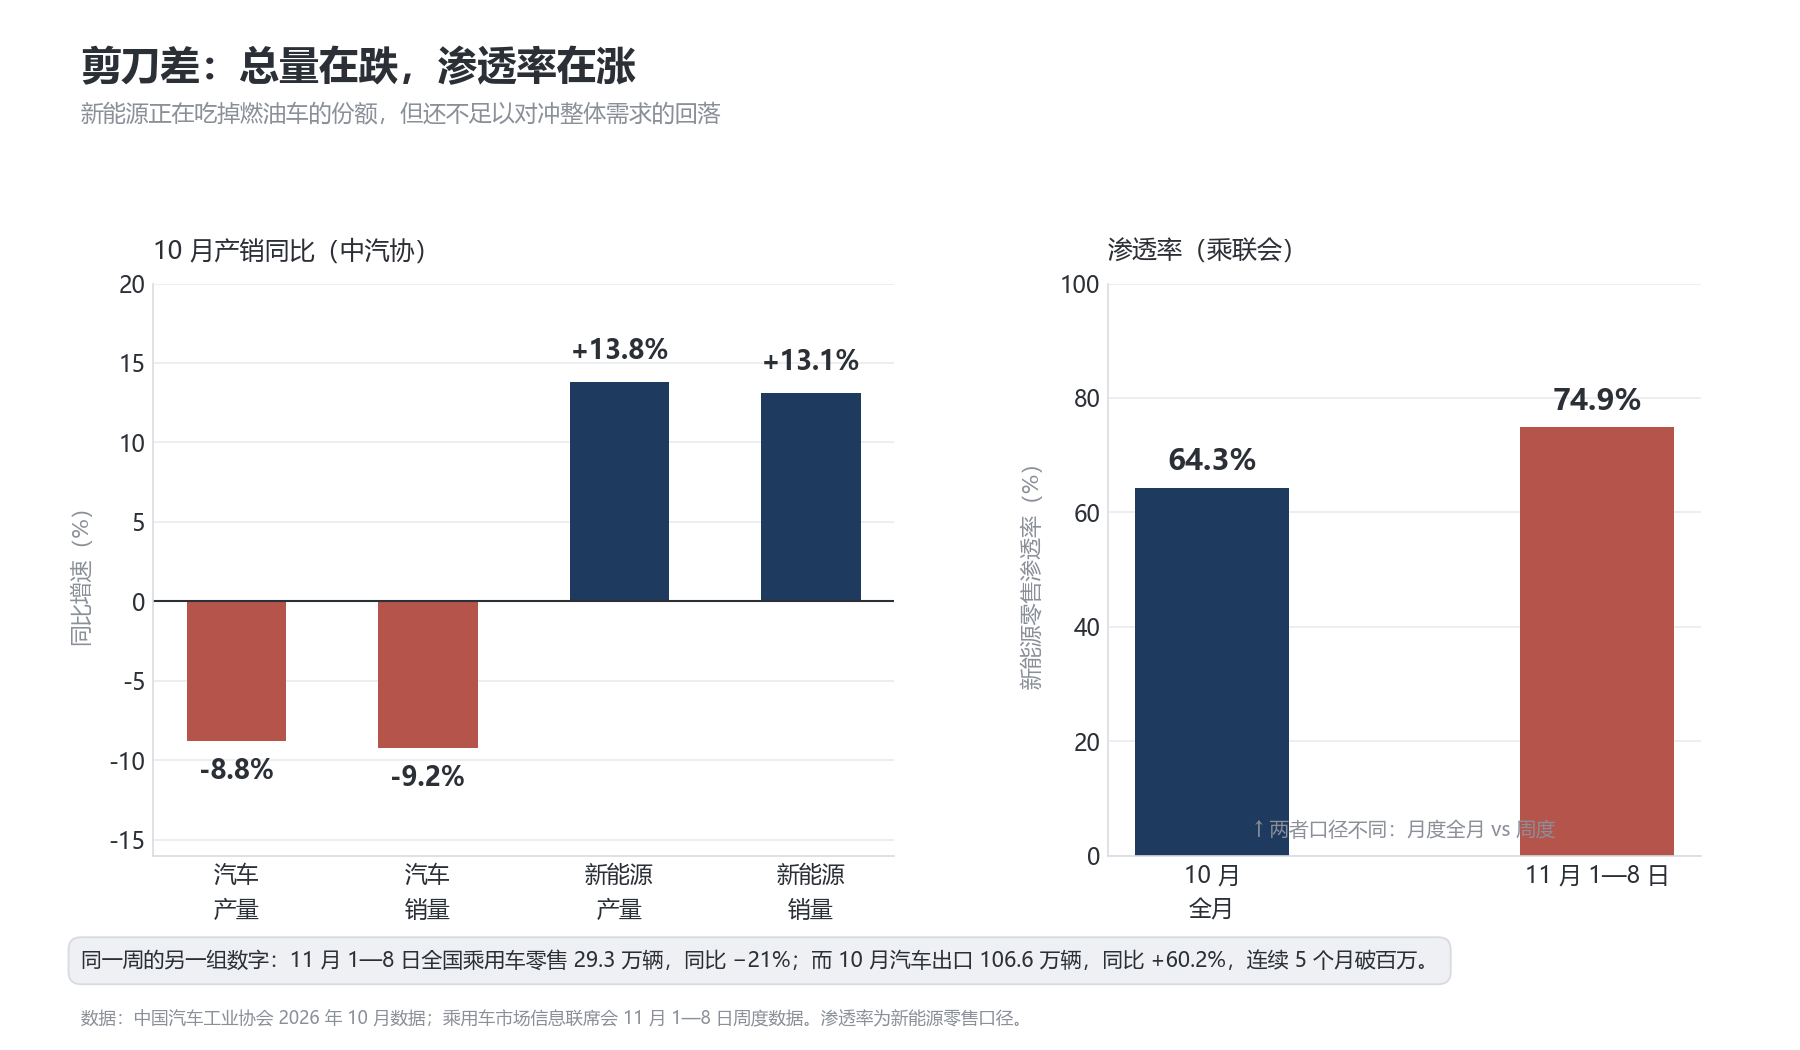 剪刀差：总量在跌，渗透率在涨
新能源正在吃掉燃油车的份额，但还不足以对冲整体需求的回落
10 月产销同比（中汽协）
同比增速（%）
20
15
10
5
0
-5
-10
-15
-8.8%
-9.2%
+13.8%
+13.1%
汽车
产量
汽车
销量
新能源
产量
新能源
销量
渗透率（乘联会）
新能源零售渗透率（%）
100
80
60
40
20
0
64.3%
74.9%
↑ 两者口径不同：月度全月 vs 周度
10 月
全月
11 月 1—8 日
同一周的另一组数字：11 月 1—8 日全国乘用车零售 29.3 万辆，同比 −21%；而 10 月汽车出口 106.6 万辆，同比 +60.2%，连续 5 个月破百万。
数据：中国汽车工业协会 2026 年 10 月数据；乘用车市场信息联席会 11 月 1—8 日周度数据。渗透率为新能源零售口径。